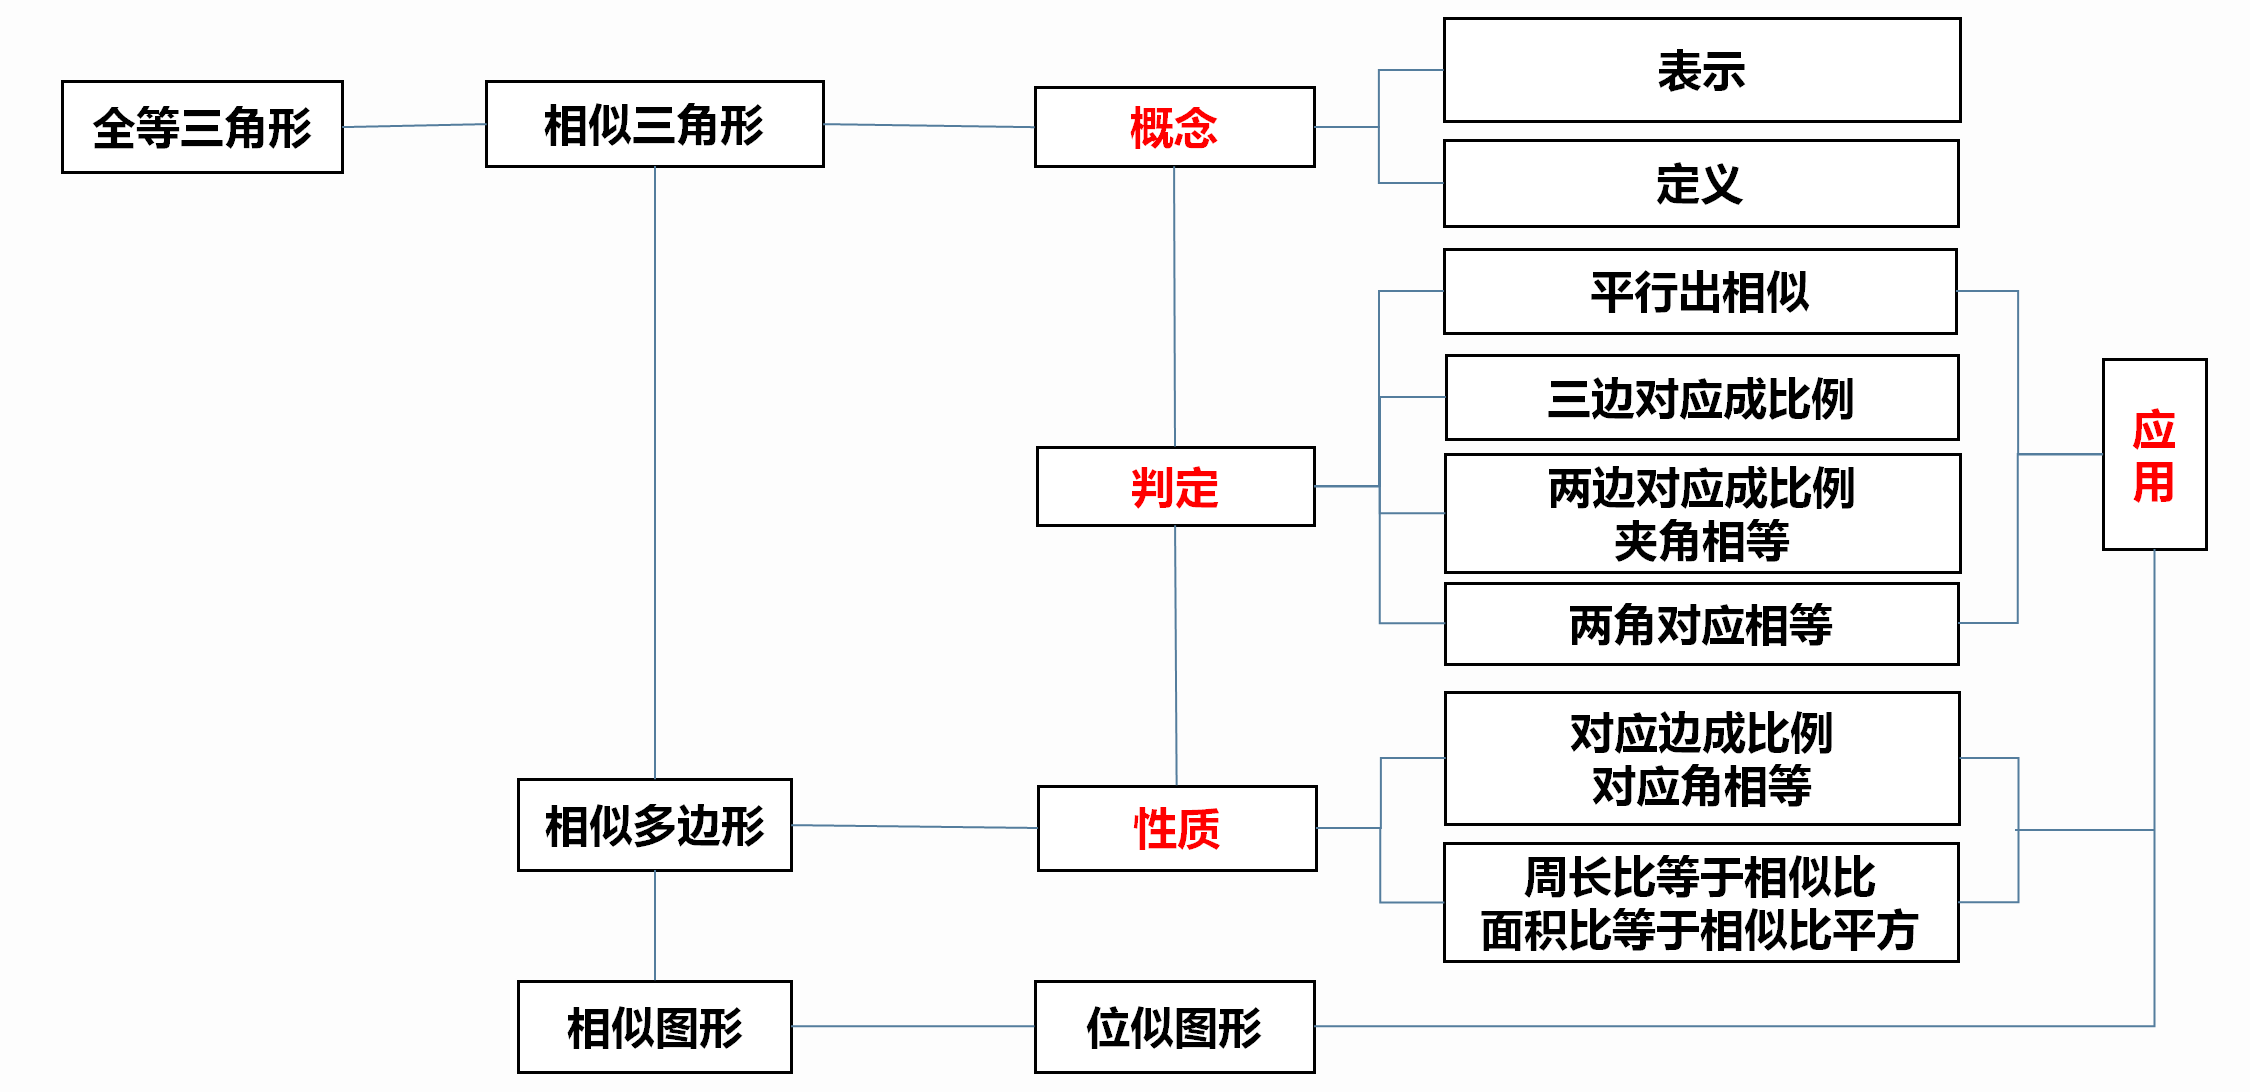 全等三角形
相似三角形
概念
表示
定义
平行出相似
三边对应成比例
判定
两边对应成比例
夹角相等
两角对应相等
应
用
对应边成比例
对应角相等
相似多边形
性质
周长比等于相似比
面积比等于相似比平方
相似图形
位似图形